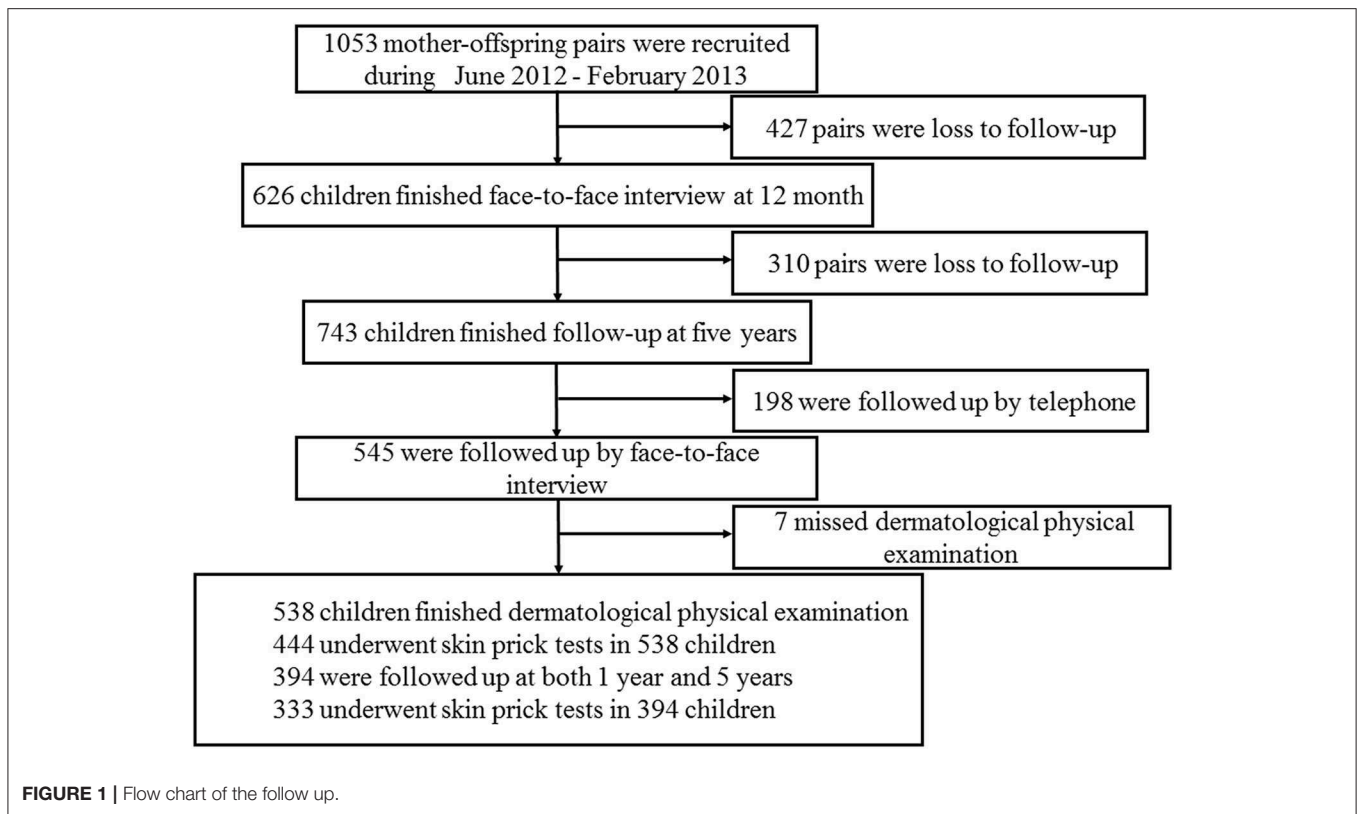 1053 mother-offspring pairs were recruited
during June 2012 - February 2013
427 pairs were loss to follow-up
626 children finished face-to-face interview at 12 month
310 pairs were loss to follow-up
743 children finished follow-up at five years
198 were followed up by telephone
545 were followed up by face-to-face
interview
7 missed dermatological physical
examination
538 children finished dermatological physical examination
444 underwent skin prick tests in 538 children
394 were followed up at both 1 year and 5 years
333 underwent skin prick tests in 394 children
FIGURE 1 | Flow chart of the follow up.